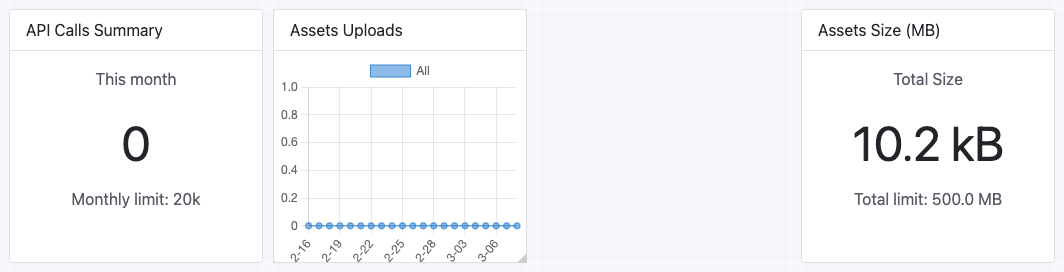 API Calls Summary
This month
0
Monthly limit: 20k
Assets Uploads
All
1.0
0.8
0.6
0.4
0.2
0
2-16
2-19
2-22
2-25
2-28
3-03
3-06
Assets Size (MB)
Total Size
10.2 kB
Total limit: 500.0 MB